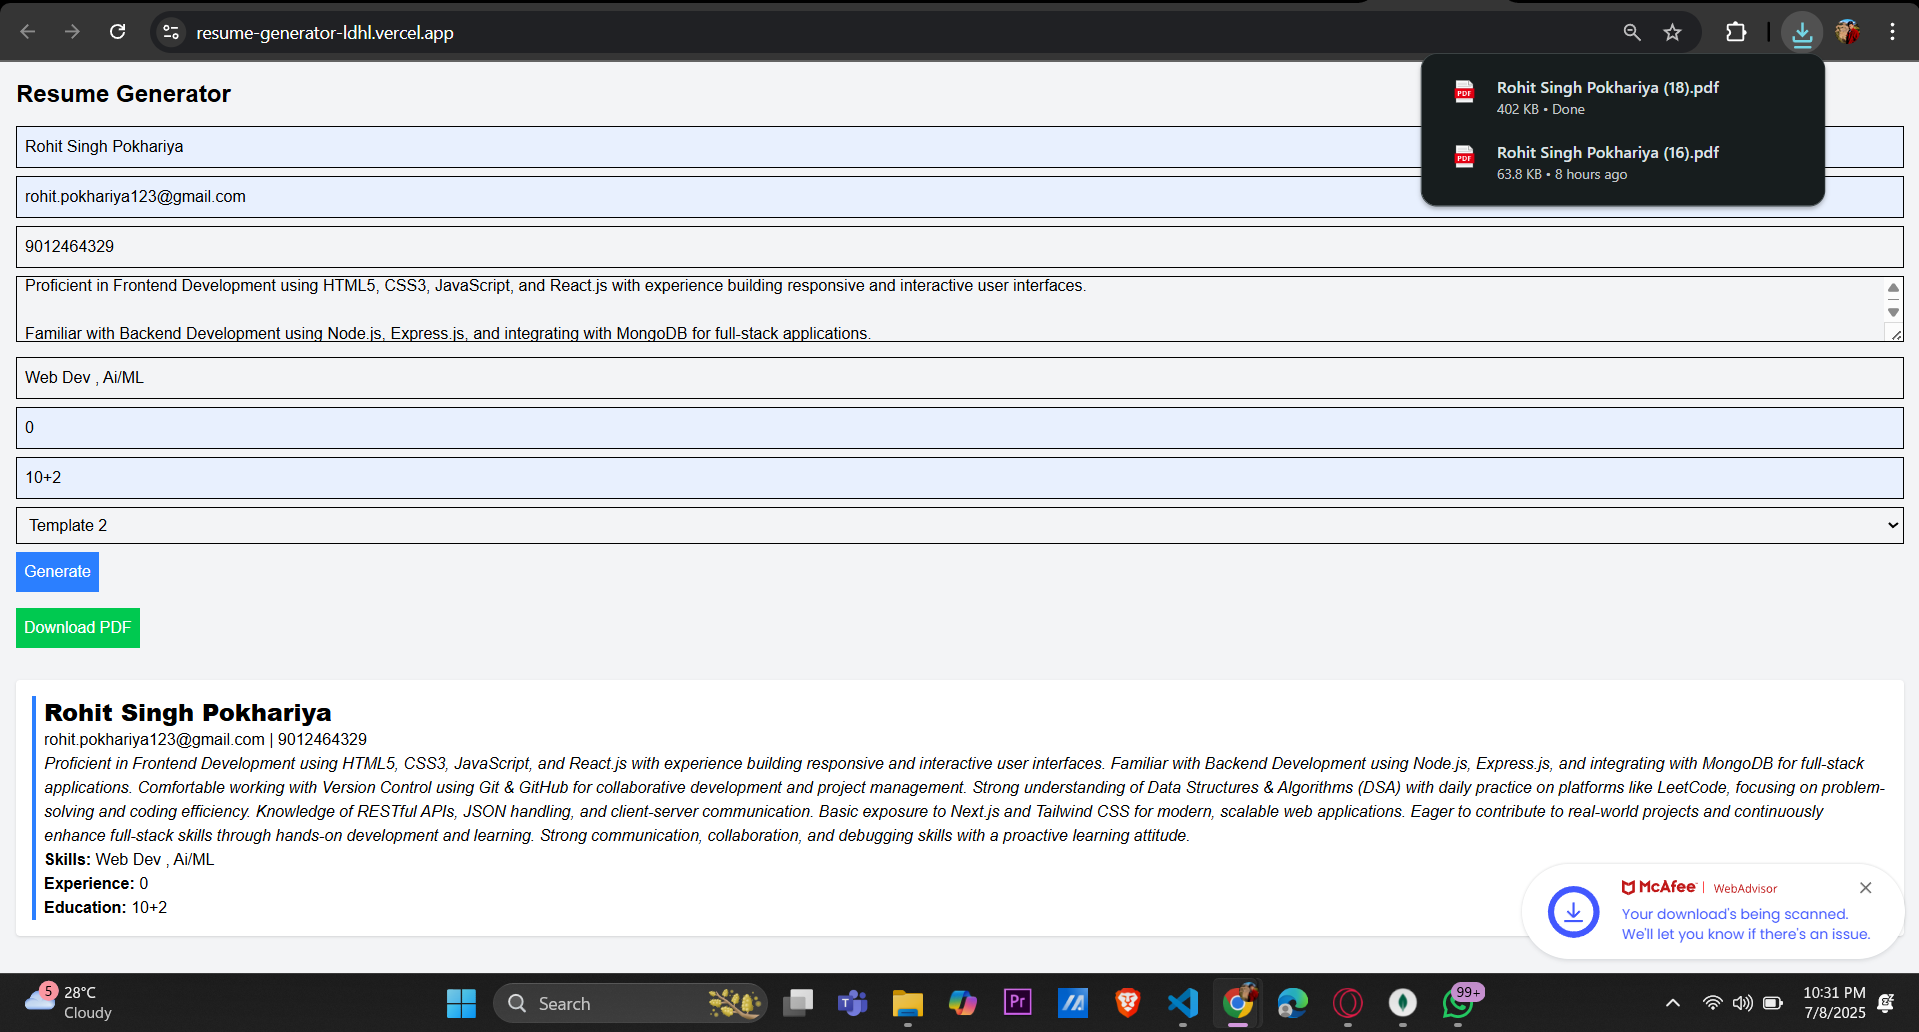 resume-generator-ldhl.vercel.app
Rohit Singh Pokhariya (18).pdf
402 KB • Done
Rohit Singh Pokhariya (16).pdf
63.8 KB • 8 hours ago
Resume Generator
Rohit Singh Pokhariya
rohit.pokhariya123@gmail.com
9012464329
Proficient in Frontend Development using HTML5, CSS3, JavaScript, and React.js with experience building responsive and interactive user interfaces.
Familiar with Backend Development using Node.js, Express.js, and integrating with MongoDB for full-stack applications.
Web Dev , Ai/ML
0
10+2
Template 2
Generate
Download PDF
Rohit Singh Pokhariya
rohit.pokhariya123@gmail.com | 9012464329
Proficient in Frontend Development using HTML5, CSS3, JavaScript, and React.js with experience building responsive and interactive user interfaces. Familiar with Backend Development using Node.js, Express.js, and integrating with MongoDB for full-stack
applications. Comfortable working with Version Control using Git & GitHub for collaborative development and project management. Strong understanding of Data Structures & Algorithms (DSA) with daily practice on platforms like LeetCode, focusing on problem-
solving and coding efficiency. Knowledge of RESTful APIs, JSON handling, and client-server communication. Basic exposure to Next.js and Tailwind CSS for modern, scalable web applications. Eager to contribute to real-world projects and continuously
enhance full-stack skills through hands-on development and learning. Strong communication, collaboration, and debugging skills with a proactive learning attitude.
Skills: Web Dev , Ai/ML
Experience: 0
Education: 10+2
McAfee | WebAdvisor
Your download's being scanned.
We'll let you know if there's an issue.
5
28°C
Cloudy
Search
Pr
99+
10:31 PM
7/8/2025